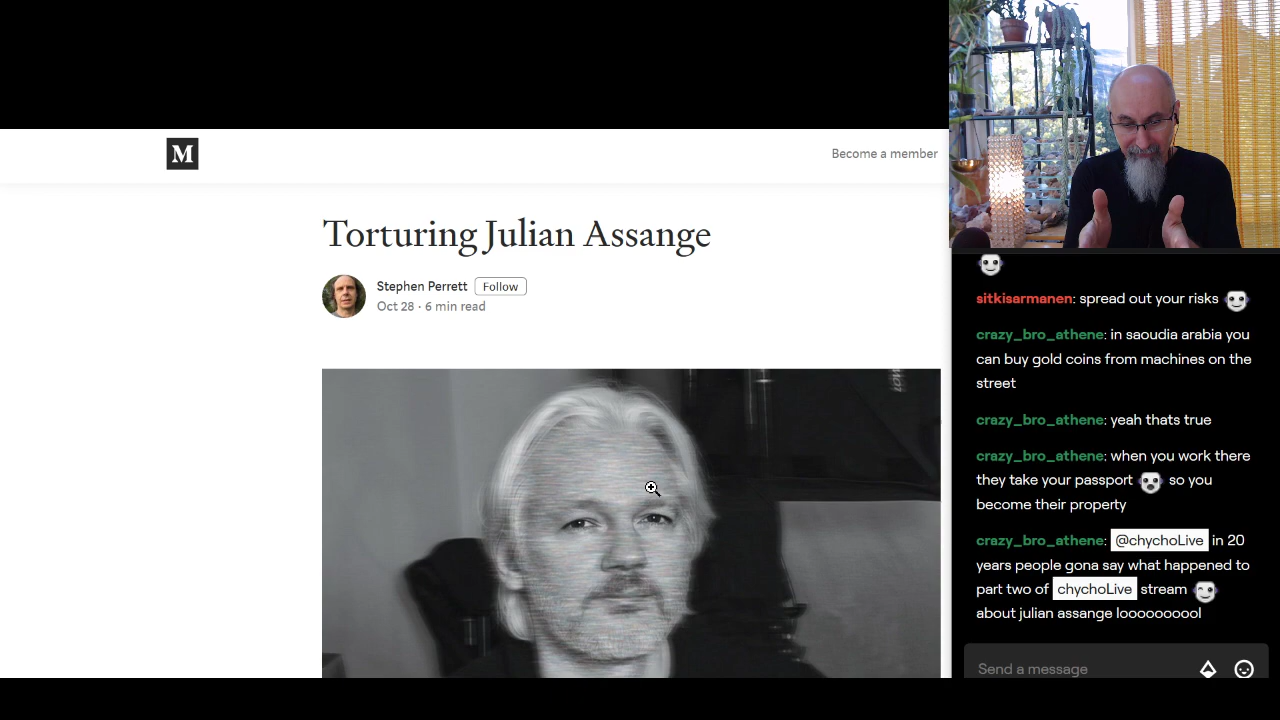 M
Become a member
Torturing Julian Assange
Stephen Perrett Follow
Oct 28 · 6 min read
sitkisarmanen: spread out your risks
crazy_bro_athene: in saoudia arabia you
can buy gold coins from machines on the
street
crazy_bro_athene: yeah thats true
crazy_bro_athene: when you work there
they take your passport so you
become their property
crazy_bro_athene: @chychoLive in 20
years people gona say what happened to
part two of chychoLive stream
about julian assange looooooool
Send a message